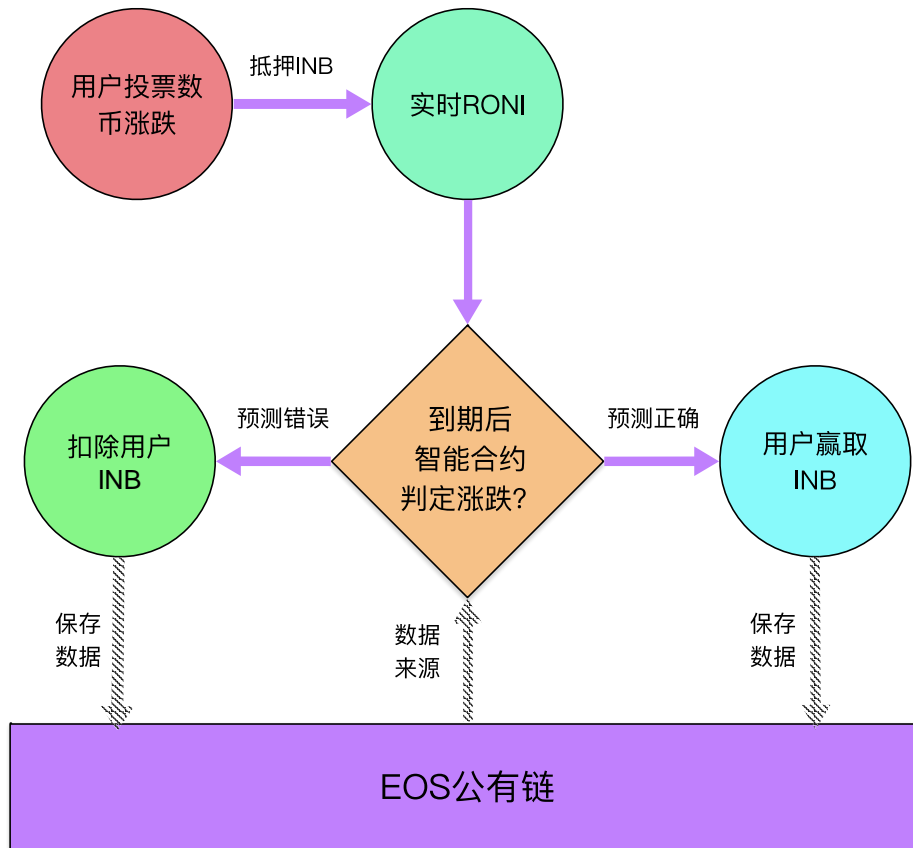 用户投票数
币涨跌
抵押INB
实时RONI
预测错误
到期后
智能合约
判定涨跌?
预测正确
扣除用户
INB
用户赢取
INB
保存
数据
数据
来源
保存
数据
EOS公有链